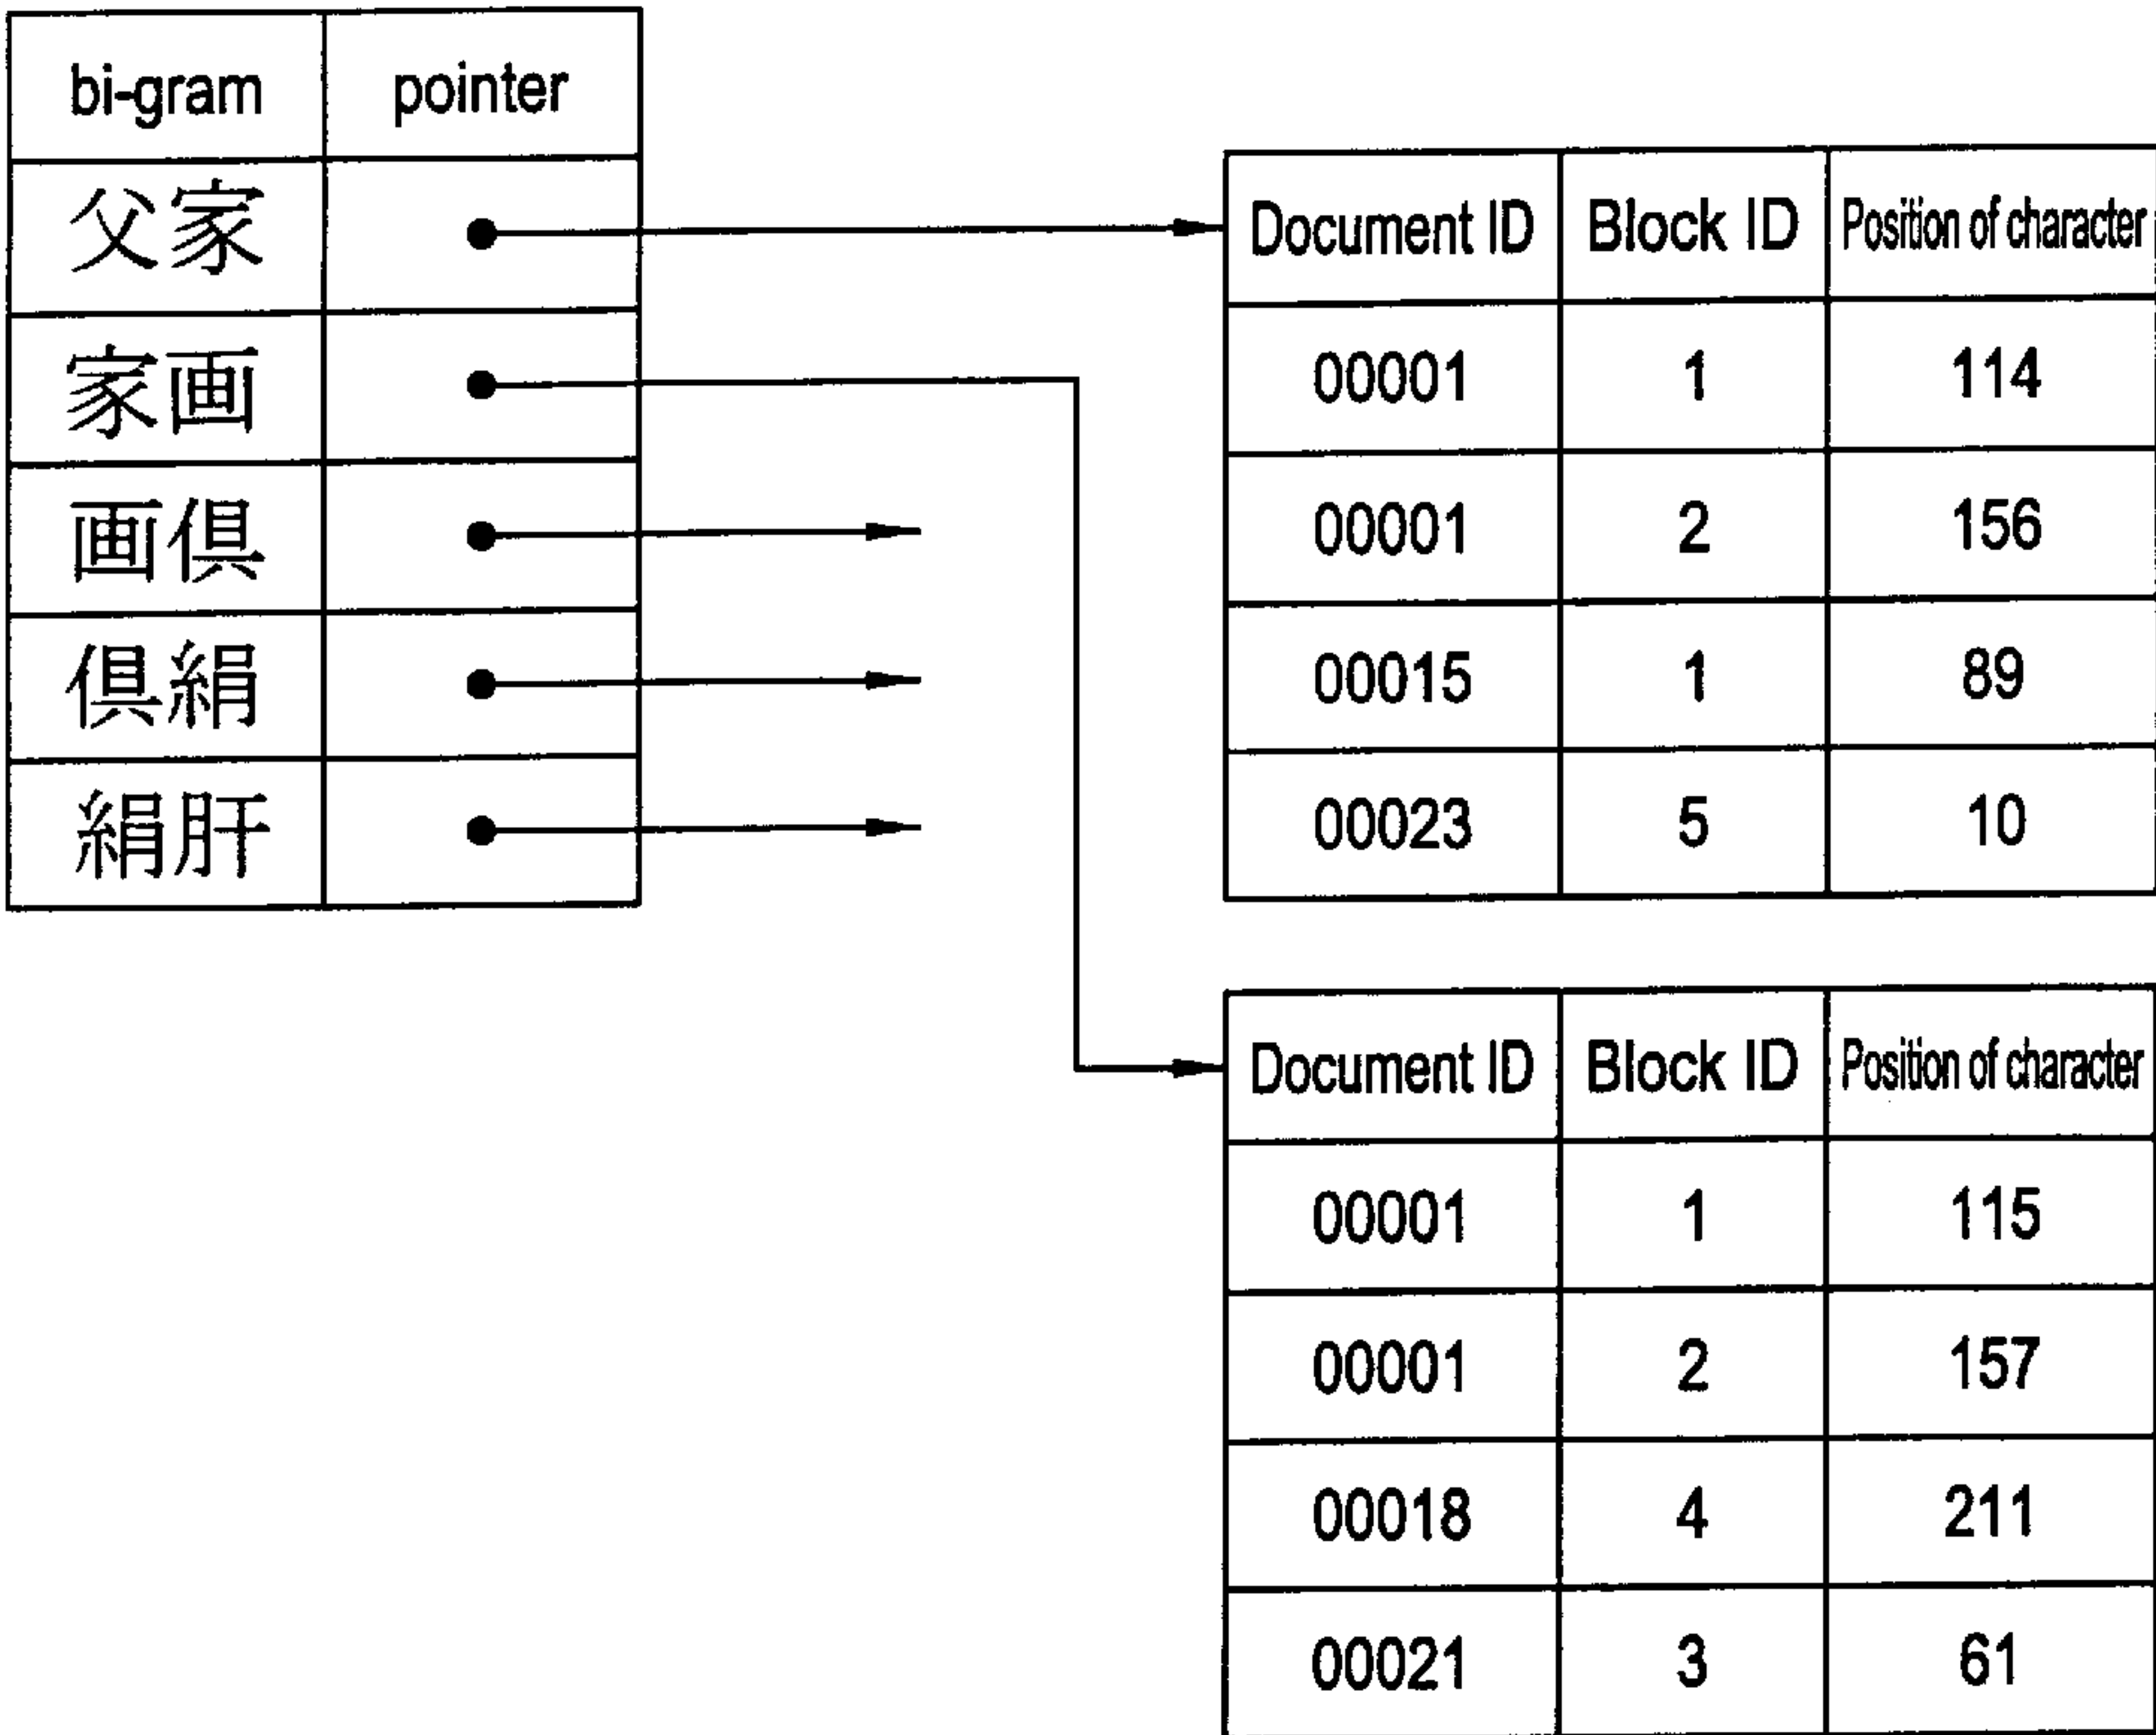 bi-gram pointer
父家
家画
画倶
倶絹
絹肝
Document ID Block ID Position of character
00001 1 114
00001 2 156
00015 1 89
00023 5 10
Document ID Block ID Position of character
00001 1 115
00001 2 157
00018 4 211
00021 3 61